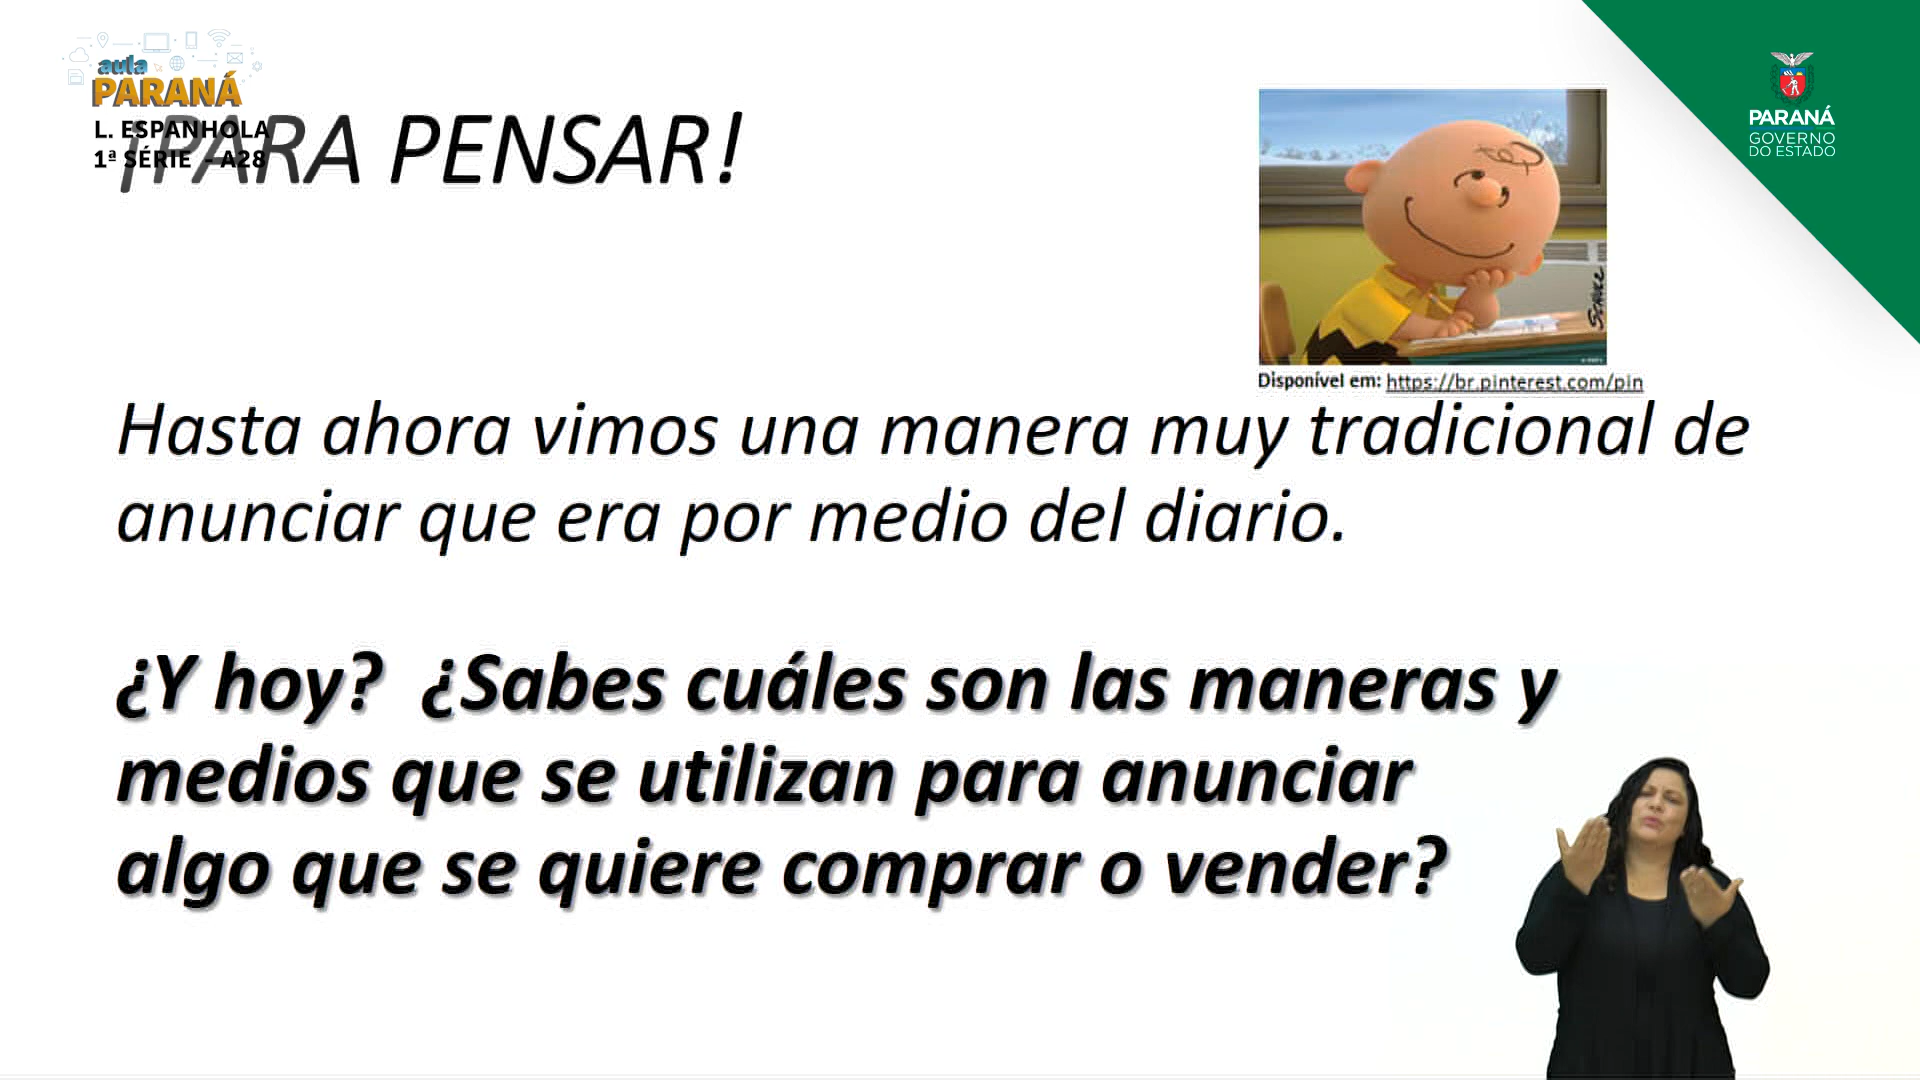 aula
PARANÁ
L. ESPANHOLA
1ª SÉRIE - A28
¡PARA PENSAR!
PARANÁ
GOVERNO
DO ESTADO
Disponível em: https://br.pinterest.com/pin
Hasta ahora vimos una manera muy tradicional de
anunciar que era por medio del diario.
¿Y hoy? ¿Sabes cuáles son las maneras y
medios que se utilizan para anunciar
algo que se quiere comprar o vender?